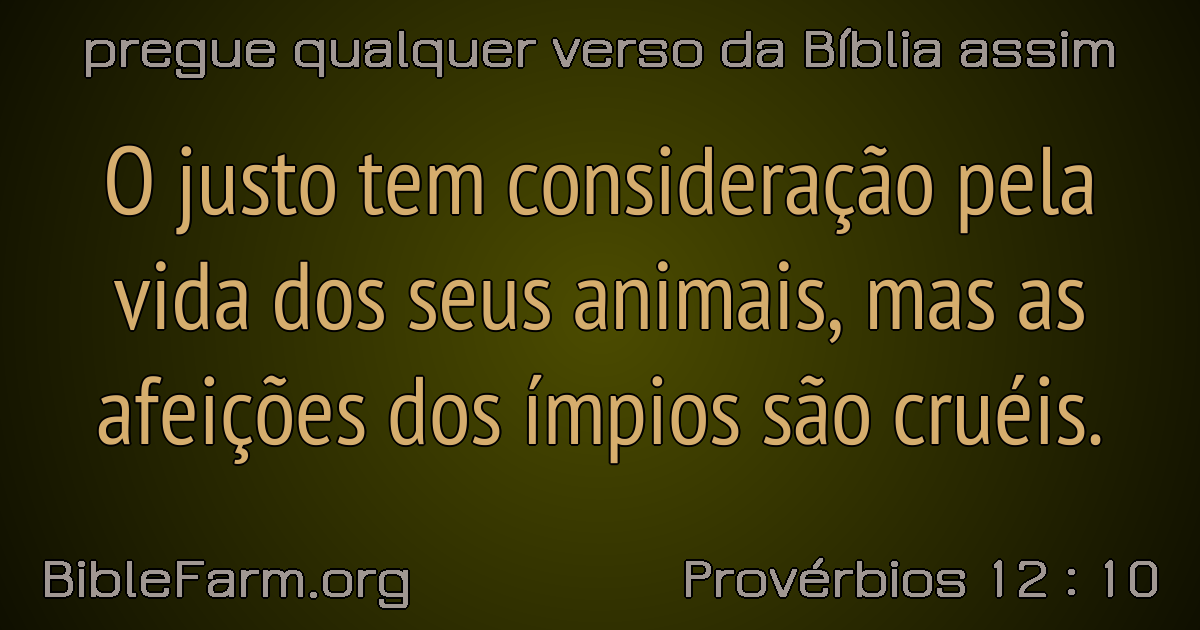 pregue qualquer verso da Bíblia assim
O justo tem consideração pela
vida dos seus animais, mas as
afeições dos ímpios são cruéis.
BibleFarm.org
Provérbios 12 : 10